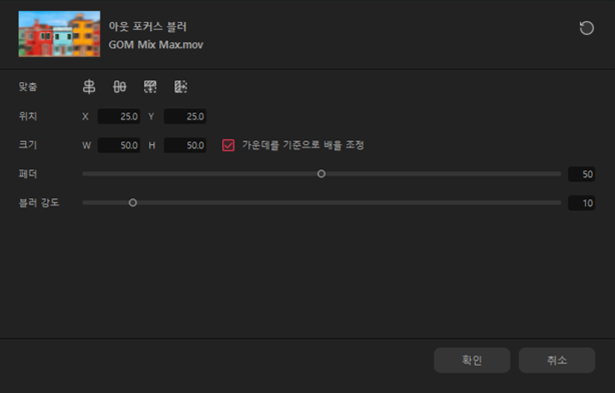 아웃 포커스 블러
GOM Mix Max.mov
맞춤
위치 X 25.0 Y 25.0
크기 W 50.0 H 50.0 가운데를 기준으로 배율 조정
페더 50
블러 강도 10
확인 취소